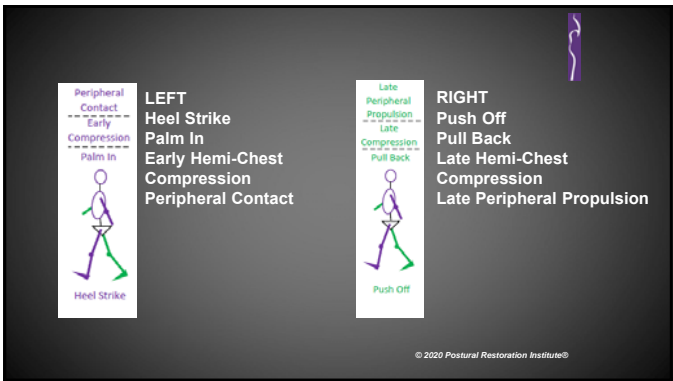 Peripheral
Contact
Early
Compression
Palm In
Heel Strike
LEFT
Heel Strike
Palm In
Early Hemi-Chest
Compression
Peripheral Contact
Late
Peripheral
Propulsion
Late
Compression
Pull Back
Push Off
RIGHT
Push Off
Pull Back
Late Hemi-Chest
Compression
Late Peripheral Propulsion
© 2020 Postural Restoration Institute®